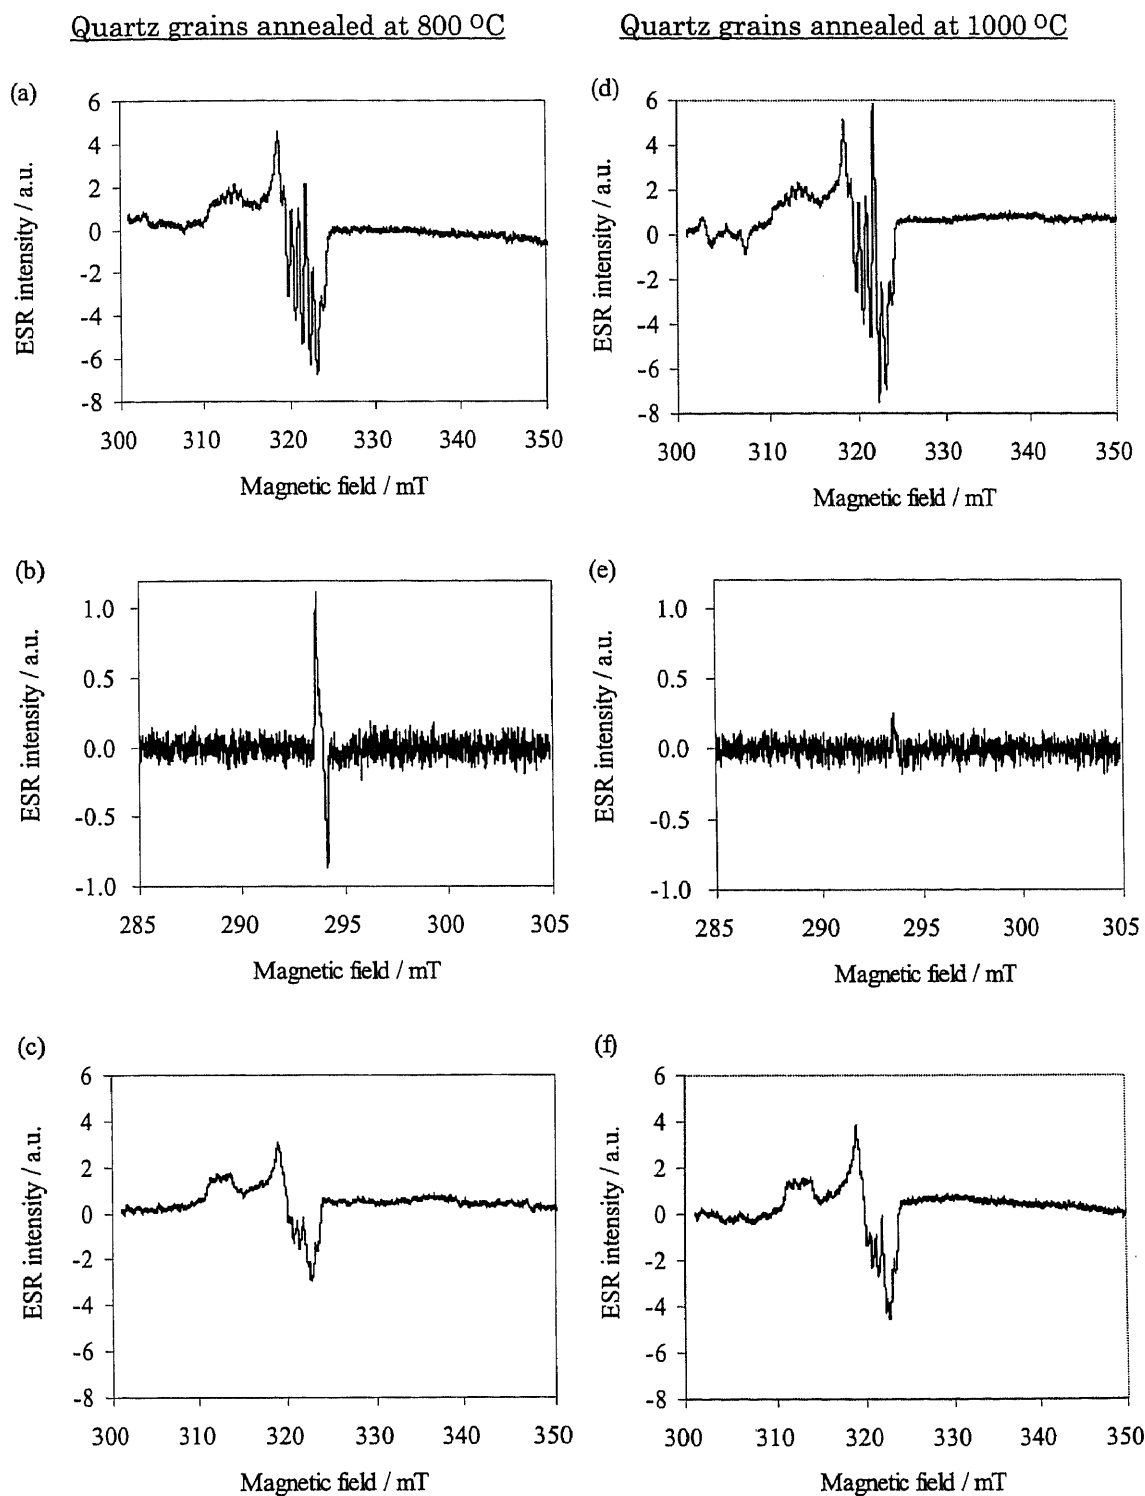 Quartz grains annealed at 800 °C
Quartz grains annealed at 1000 °C
(a)
6
4
2
0
-2
-4
-6
-8
ESR intensity / a.u.
300 310 320 330 340 350
Magnetic field / mT
(d)
6
4
2
0
-2
-4
-6
-8
ESR intensity / a.u.
300 310 320 330 340 350
Magnetic field / mT
(b)
1.0
0.5
0.0
-0.5
-1.0
ESR intensity / a.u.
285 290 295 300 305
Magnetic field / mT
(e)
1.0
0.5
0.0
-0.5
-1.0
ESR intensity / a.u.
285 290 295 300 305
Magnetic field / mT
(c)
6
4
2
0
-2
-4
-6
-8
ESR intensity / a.u.
300 310 320 330 340 350
Magnetic field / mT
(f)
6
4
2
0
-2
-4
-6
-8
ESR intensity / a.u.
300 310 320 330 340 350
Magnetic field / mT